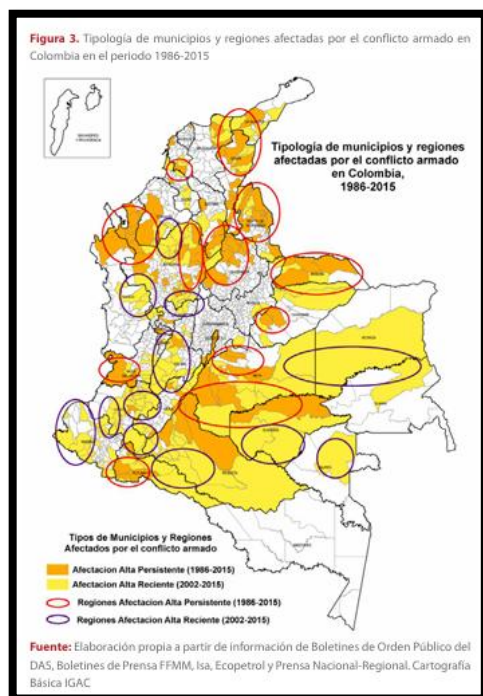 Figura 3. Tipología de municipios y regiones afectadas por el conflicto armado en
Colombia en el periodo 1986-2015
Tipología de municipios y regiones
afectadas por el conflicto armado
en Colombia,
1986-2015
Tipos de Municipios y Regiones
Afectados por el conflicto armado
Afectacion Alta Persistente (1986-2015)
Afectacion Alta Reciente (2002-2015)
Regiones Afectacion Alta Persistente (1986-2015)
Regiones Afectacion Alta Reciente (2002-2015)
Fuente: Elaboración propia a partir de información de Boletines de Orden Público del
DAS, Boletines de Prensa FFMM, Isa, Ecopetrol y Prensa Nacional-Regional. Cartografía
Básica IGAC